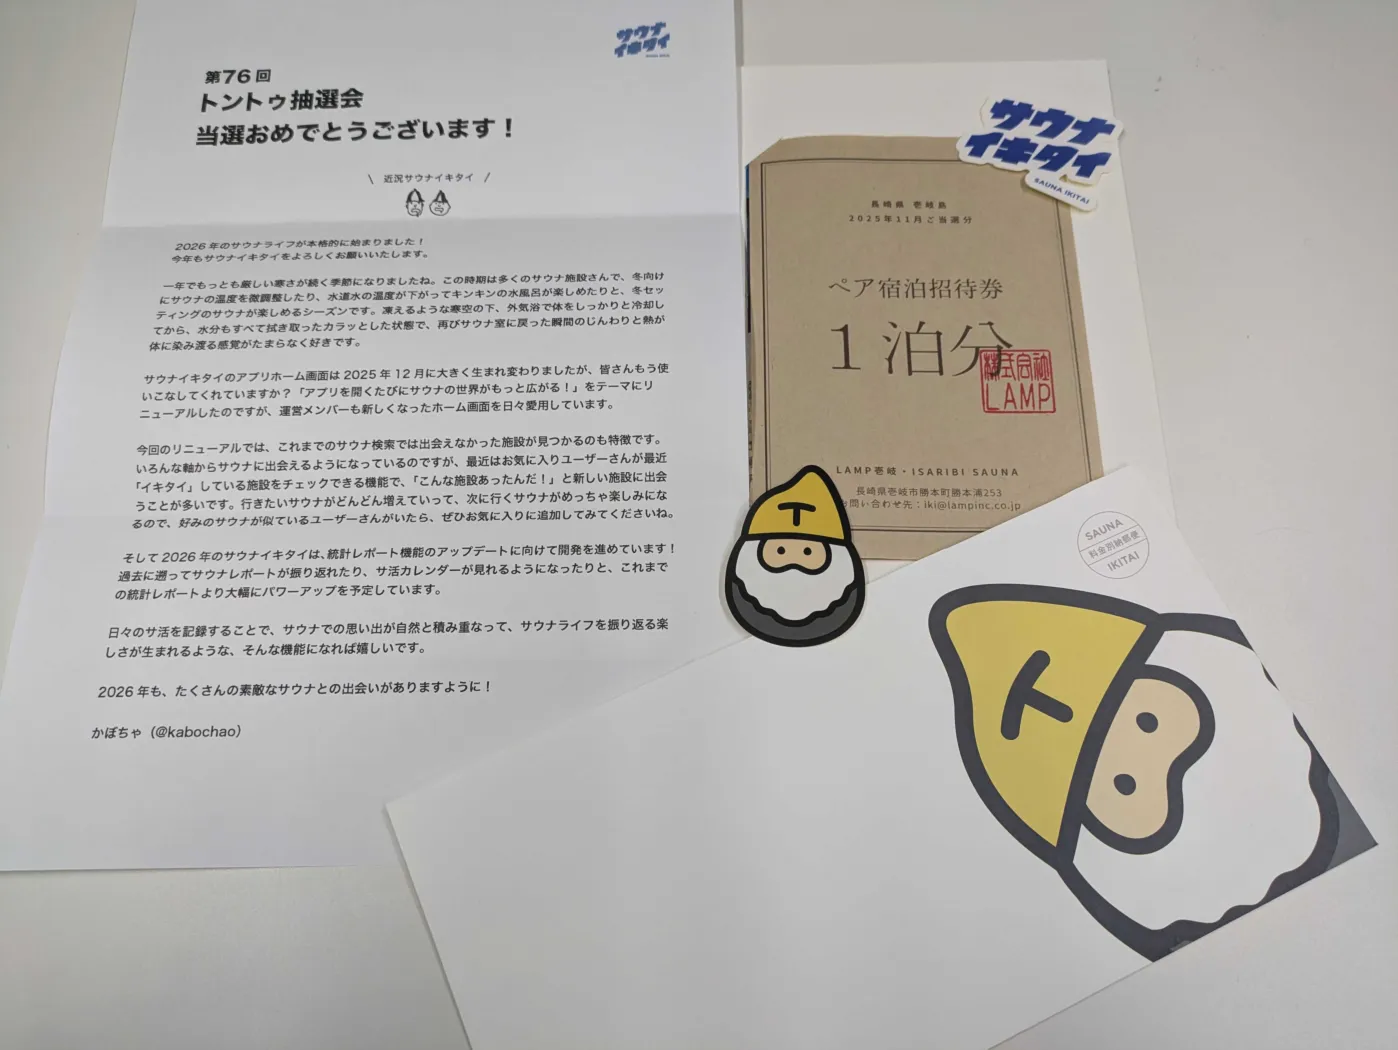 サウナ
イキタイ
第76回
トントゥ抽選会
当選おめでとうございます！
\ 近況サウナイキタイ /
2026年のサウナライフが本格的に始まりました！
今年もサウナイキタイをよろしくお願いいたします。
一年でもっとも厳しい寒さが続く季節になりましたね。この時期は多くのサウナ施設さんで、冬向け
にサウナの温度を微調整したり、水道水の温度が下がってキンキンの水風呂が楽しめたりと、冬セッ
ティングのサウナが楽しめるシーズンです。凍えるような寒空の下、外気浴で体をしっかりと冷却し
てから、水分もすべて拭き取ったカラッとした状態で、再びサウナ室に戻った瞬間のじんわりと熱が
体に染み渡る感覚がたまらなく好きです。
サウナイキタイのアプリホーム画面は2025年12月に大きく生まれ変わりましたが、皆さんもう使
いこなしてくれていますか？「アプリを開くたびにサウナの世界がもっと広がる！」をテーマにリ
ニューアルしたのですが、運営メンバーも新しくなったホーム画面を日々愛用しています。
今回のリニューアルでは、これまでのサウナ検索では出会えなかった施設が見つかるのも特徴です。
いろんな軸からサウナに出会えるようになっているのですが、最近はお気に入りユーザーさんが最近
「イキタイ」している施設をチェックできる機能で、「こんな施設あったんだ！」と新しい施設に出会
うことが多いです。行きたいサウナがどんどん増えていって、次に行くサウナがめっちゃ楽しみにな
るので、好みのサウナが似ているユーザーさんがいたら、ぜひお気に入りに追加してみてくださいね。
そして2026年のサウナイキタイは、統計レポート機能のアップデートに向けて開発を進めています！
過去に遡ってサウナレポートが振り返れたり、サ活カレンダーが見れるようになったりと、これまで
の統計レポートより大幅にパワーアップを予定しています。
日々のサ活を記録することで、サウナでの思い出が自然と積み重なって、サウナライフを振り返る楽
しさが生まれるような、そんな機能になれば嬉しいです。
2026年も、たくさんの素敵なサウナとの出会いがありますように！
かぼちゃ（@kabochao）
サウナ
イキタイ
SAUNA IKITAI
長崎県 壱岐島
2025年11月ご当選分
ペア宿泊招待券
1泊分
株式会社
LAMP
LAMP壱岐・ISARIBI SAUNA
長崎県壱岐市勝本町勝本浦253
お問い合わせ先：iki@lampinc.co.jp
ト
SAUNA
料金別納郵便
IKITAI
ト